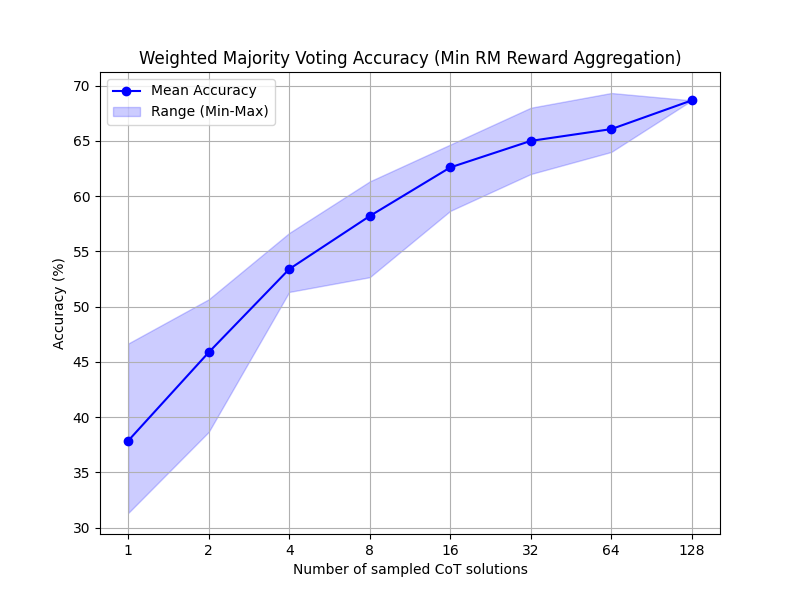 Weighted Majority Voting Accuracy (Min RM Reward Aggregation)
Mean Accuracy
Range (Min-Max)
Accuracy (%)
70
65
60
55
50
45
40
35
30
1 2 4 8 16 32 64 128
Number of sampled CoT solutions